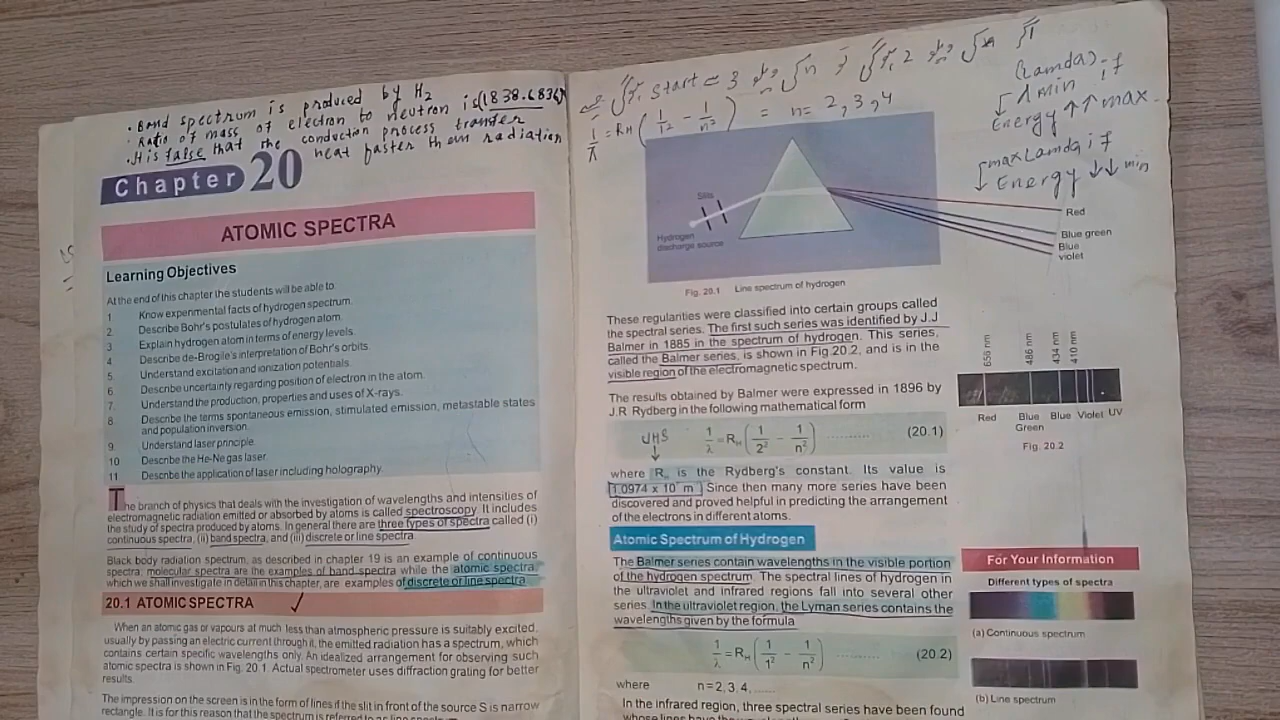 • Band spectrum is produced by H2
• Ratio of mass of electron to neutron is (1838.6836)
• It is false that the conduction process transfer
heat faster then radiation
Chapter 20
ATOMIC SPECTRA
Learning Objectives
At the end of this chapter the students will be able to
1 Know experimental facts of hydrogen spectrum.
2 Describe Bohr's postulates of hydrogen atom.
3 Explain hydrogen atom in terms of energy levels.
4 Describe de-Brogile's interpretation of Bohr's orbits.
5. Understand excitation and ionization potentials.
6. Describe uncertainty regarding position of electron in the atom.
7. Understand the production, properties and uses of X-rays.
8. Describe the terms spontaneous emission, stimulated emission, metastable states
and population inversion.
9. Understand laser principle.
10 Describe the He-Ne gas laser.
11 Describe the application of laser including holography.
The branch of physics that deals with the investigation of wavelengths and intensities of
electromagnetic radiation emitted or absorbed by atoms is called spectroscopy. It includes
the study of spectra produced by atoms. In general there are three types of spectra called (i)
continuous spectra, (ii) band spectra, and (iii) discrete or line spectra.
Black body radiation spectrum, as described in chapter 19 is an example of continuous
spectra; molecular spectra are the examples of band spectra while the atomic spectra,
which we shall investigate in detail in this chapter, are examples of discrete or line spectra.
20.1 ATOMIC SPECTRA
When an atomic gas or vapours at much less than atmospheric pressure is suitably excited,
usually by passing an electric current through it, the emitted radiation has a spectrum, which
contains certain specific wavelengths only. An idealized arrangement for observing such
atomic spectra is shown in Fig. 20.1. Actual spectrometer uses diffraction grating for better
results.
The impression on the screen is in the form of lines if the slit in front of the source S is narrow
rectangle. It is for this reason that the spectrum is referred to as line
start = 3
1/λ = RH (1/1² - 1/n²) = n = 2, 3, 4
(Lamda) if
↓ λ min
Energy ↑↑ max
↓ max Lamda if
↓ Energy ↓↓ min
Slits
Hydrogen
discharge source
Red
Blue green
Blue
violet
Fig. 20.1 Line spectrum of hydrogen
These regularities were classified into certain groups called
the spectral series. The first such series was identified by J.J
Balmer in 1885 in the spectrum of hydrogen. This series,
called the Balmer series, is shown in Fig 20.2, and is in the
visible region of the electromagnetic spectrum.
The results obtained by Balmer were expressed in 1896 by
J.R Rydberg in the following mathematical form
1/λ = RH (1/2² - 1/n²) .......... (20.1)
where RH is the Rydberg's constant. Its value is
1.0974 x 10⁷ m⁻¹ Since then many more series have been
discovered and proved helpful in predicting the arrangement
of the electrons in different atoms.
656 nm 486 nm 434 nm 410 nm
Red Blue Green Blue Violet UV
Fig. 20.2
Atomic Spectrum of Hydrogen
The Balmer series contain wavelengths in the visible portion
of the hydrogen spectrum. The spectral lines of hydrogen in
the ultraviolet and infrared regions fall into several other
series. In the ultraviolet region, the Lyman series contains the
wavelengths given by the formula
1/λ = RH (1/1² - 1/n²) .......... (20.2)
where n=2,3,4,......
In the infrared region, three spectral series have been found
whose lines have the
For Your Information
Different types of spectra
(a) Continuous spectrum
(b) Line spectrum